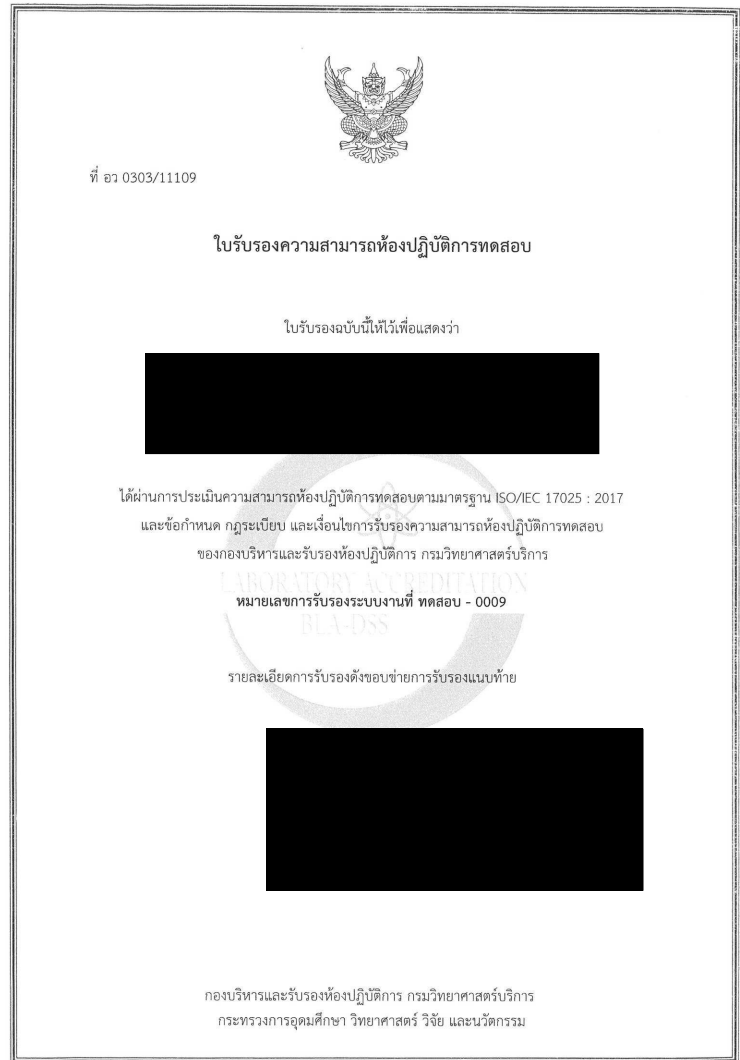 ที่ อว 0303/11109
ใบรับรองความสามารถห้องปฏิบัติการทดสอบ
ใบรับรองฉบับนี้ให้ไว้เพื่อแสดงว่า
ได้ผ่านการประเมินความสามารถห้องปฏิบัติการทดสอบตามมาตรฐาน ISO/IEC 17025 : 2017
และข้อกำหนด กฎระเบียบ และเงื่อนไขการรับรองความสามารถห้องปฏิบัติการทดสอบ
ของกองบริหารและรับรองห้องปฏิบัติการ กรมวิทยาศาสตร์บริการ
LABORATORY ACCREDITATION
หมายเลขการรับรองระบบงานที่ ทดสอบ - 0009
BLA-DSS
รายละเอียดการรับรองดังขอบข่ายการรับรองแนบท้าย
กองบริหารและรับรองห้องปฏิบัติการ กรมวิทยาศาสตร์บริการ
กระทรวงการอุดมศึกษา วิทยาศาสตร์ วิจัย และนวัตกรรม